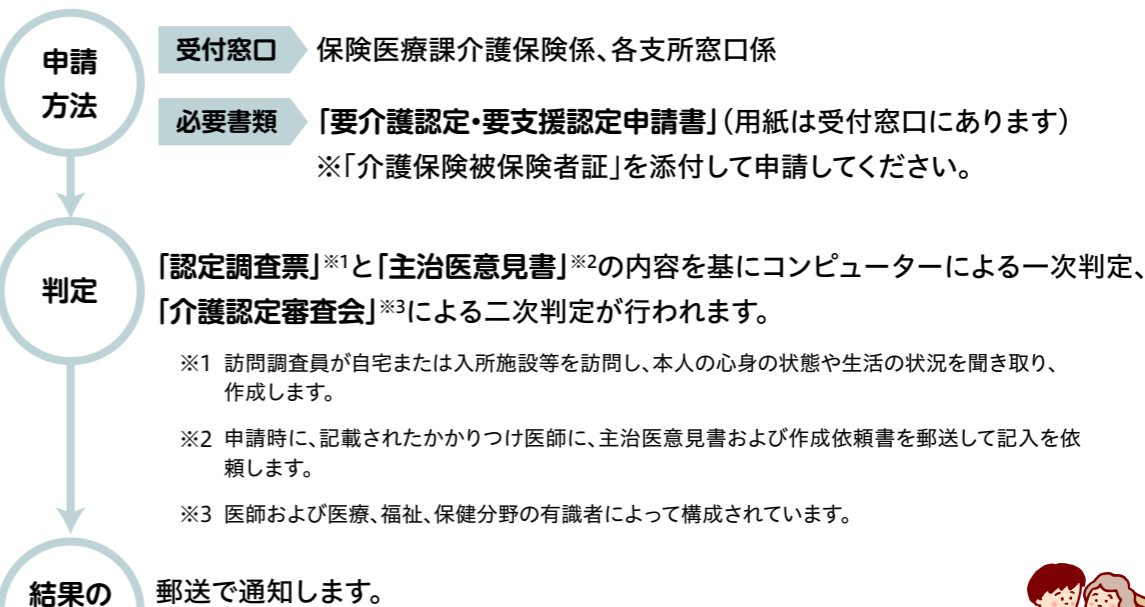 申請
方法
受付窓口 保険医療課介護保険係、各支所窓口係
必要書類 「要介護認定・要支援認定申請書」(用紙は受付窓口にあります)
※「介護保険被保険者証」を添付して申請してください。
判定
「認定調査票」※1と「主治医意見書」※2の内容を基にコンピューターによる一次判定、
「介護認定審査会」※3による二次判定が行われます。
※1 訪問調査員が自宅または入所施設等を訪問し、本人の心身の状態や生活の状況を聞き取り、
作成します。
※2 申請時に、記載されたかかりつけ医師に、主治医意見書および作成依頼書を郵送して記入を依
頼します。
※3 医師および医療、福祉、保健分野の有識者によって構成されています。
結果の
郵送で通知します。